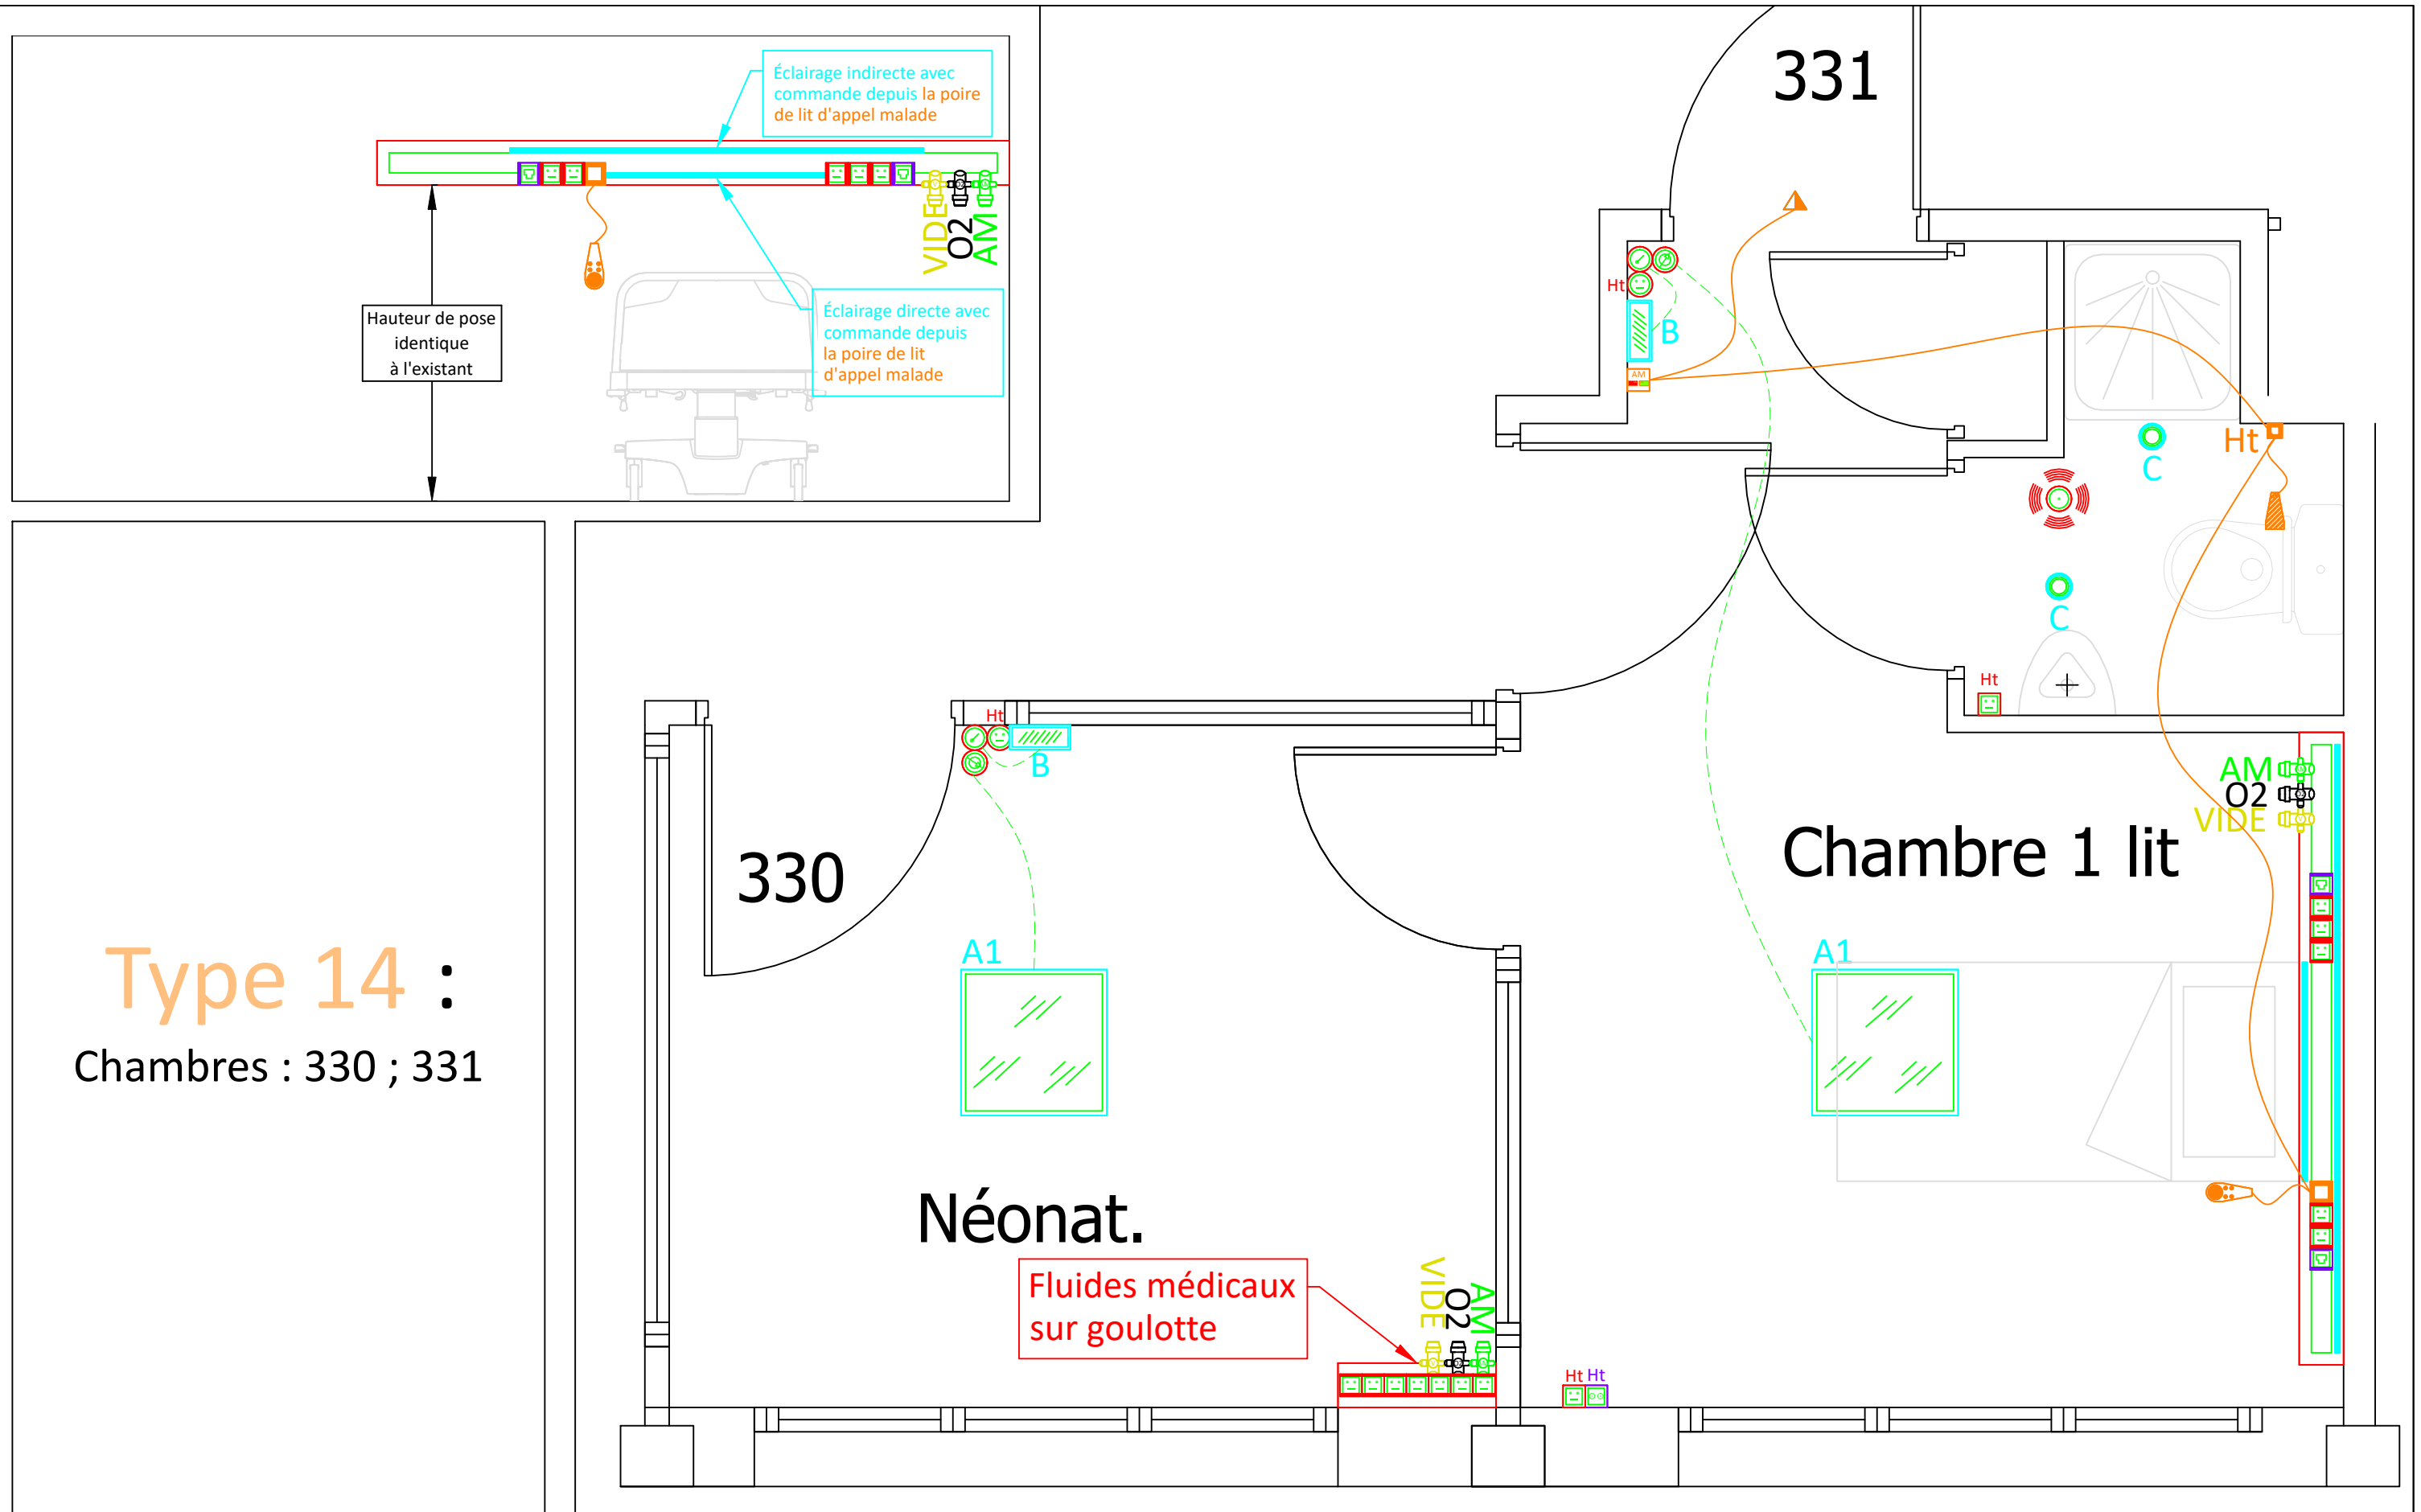 Éclairage indirecte avec
commande depuis la poire
de lit d'appel malade
VIDE
O2
AM
Hauteur de pose
identique
à l'existant
Éclairage directe avec
commande depuis
la poire de lit
d'appel malade
331
Ht
B
AM
Ht
C
C
Ht
Type 14 :
Chambres : 330 ; 331
Ht
B
330
A1
Néonat.
Fluides médicaux
sur goulotte
VIDE
O2
AM
AM
O2
VIDE
Chambre 1 lit
A1
Ht Ht